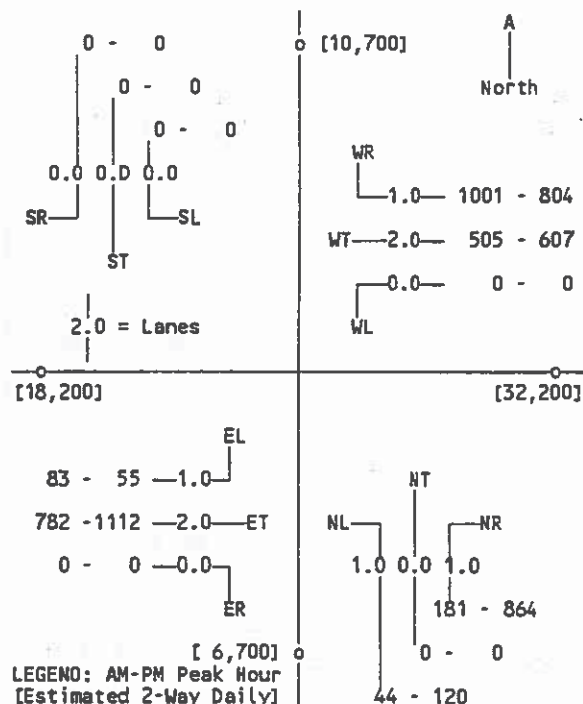 0 - 0
[10,700]
A
0 - 0
North
0 - 0
WR
0.0 0.0 0.0
1.0 1001 - 804
SR SL
WT 2.0 505 - 607
ST
0.0 0 - 0
2.0 = Lanes
WL
[18,200] [32,200]
EL
83 - 55 1.0
NT
782 -1112 2.0 ET
NL NR
0 - 0 0.0
1.0 0.0 1.0
ER
181 - 864
[ 6,700]
0 - 0
LEGEND: AM-PM Peak Hour
[Estimated 2-Way Daily]
44 - 120